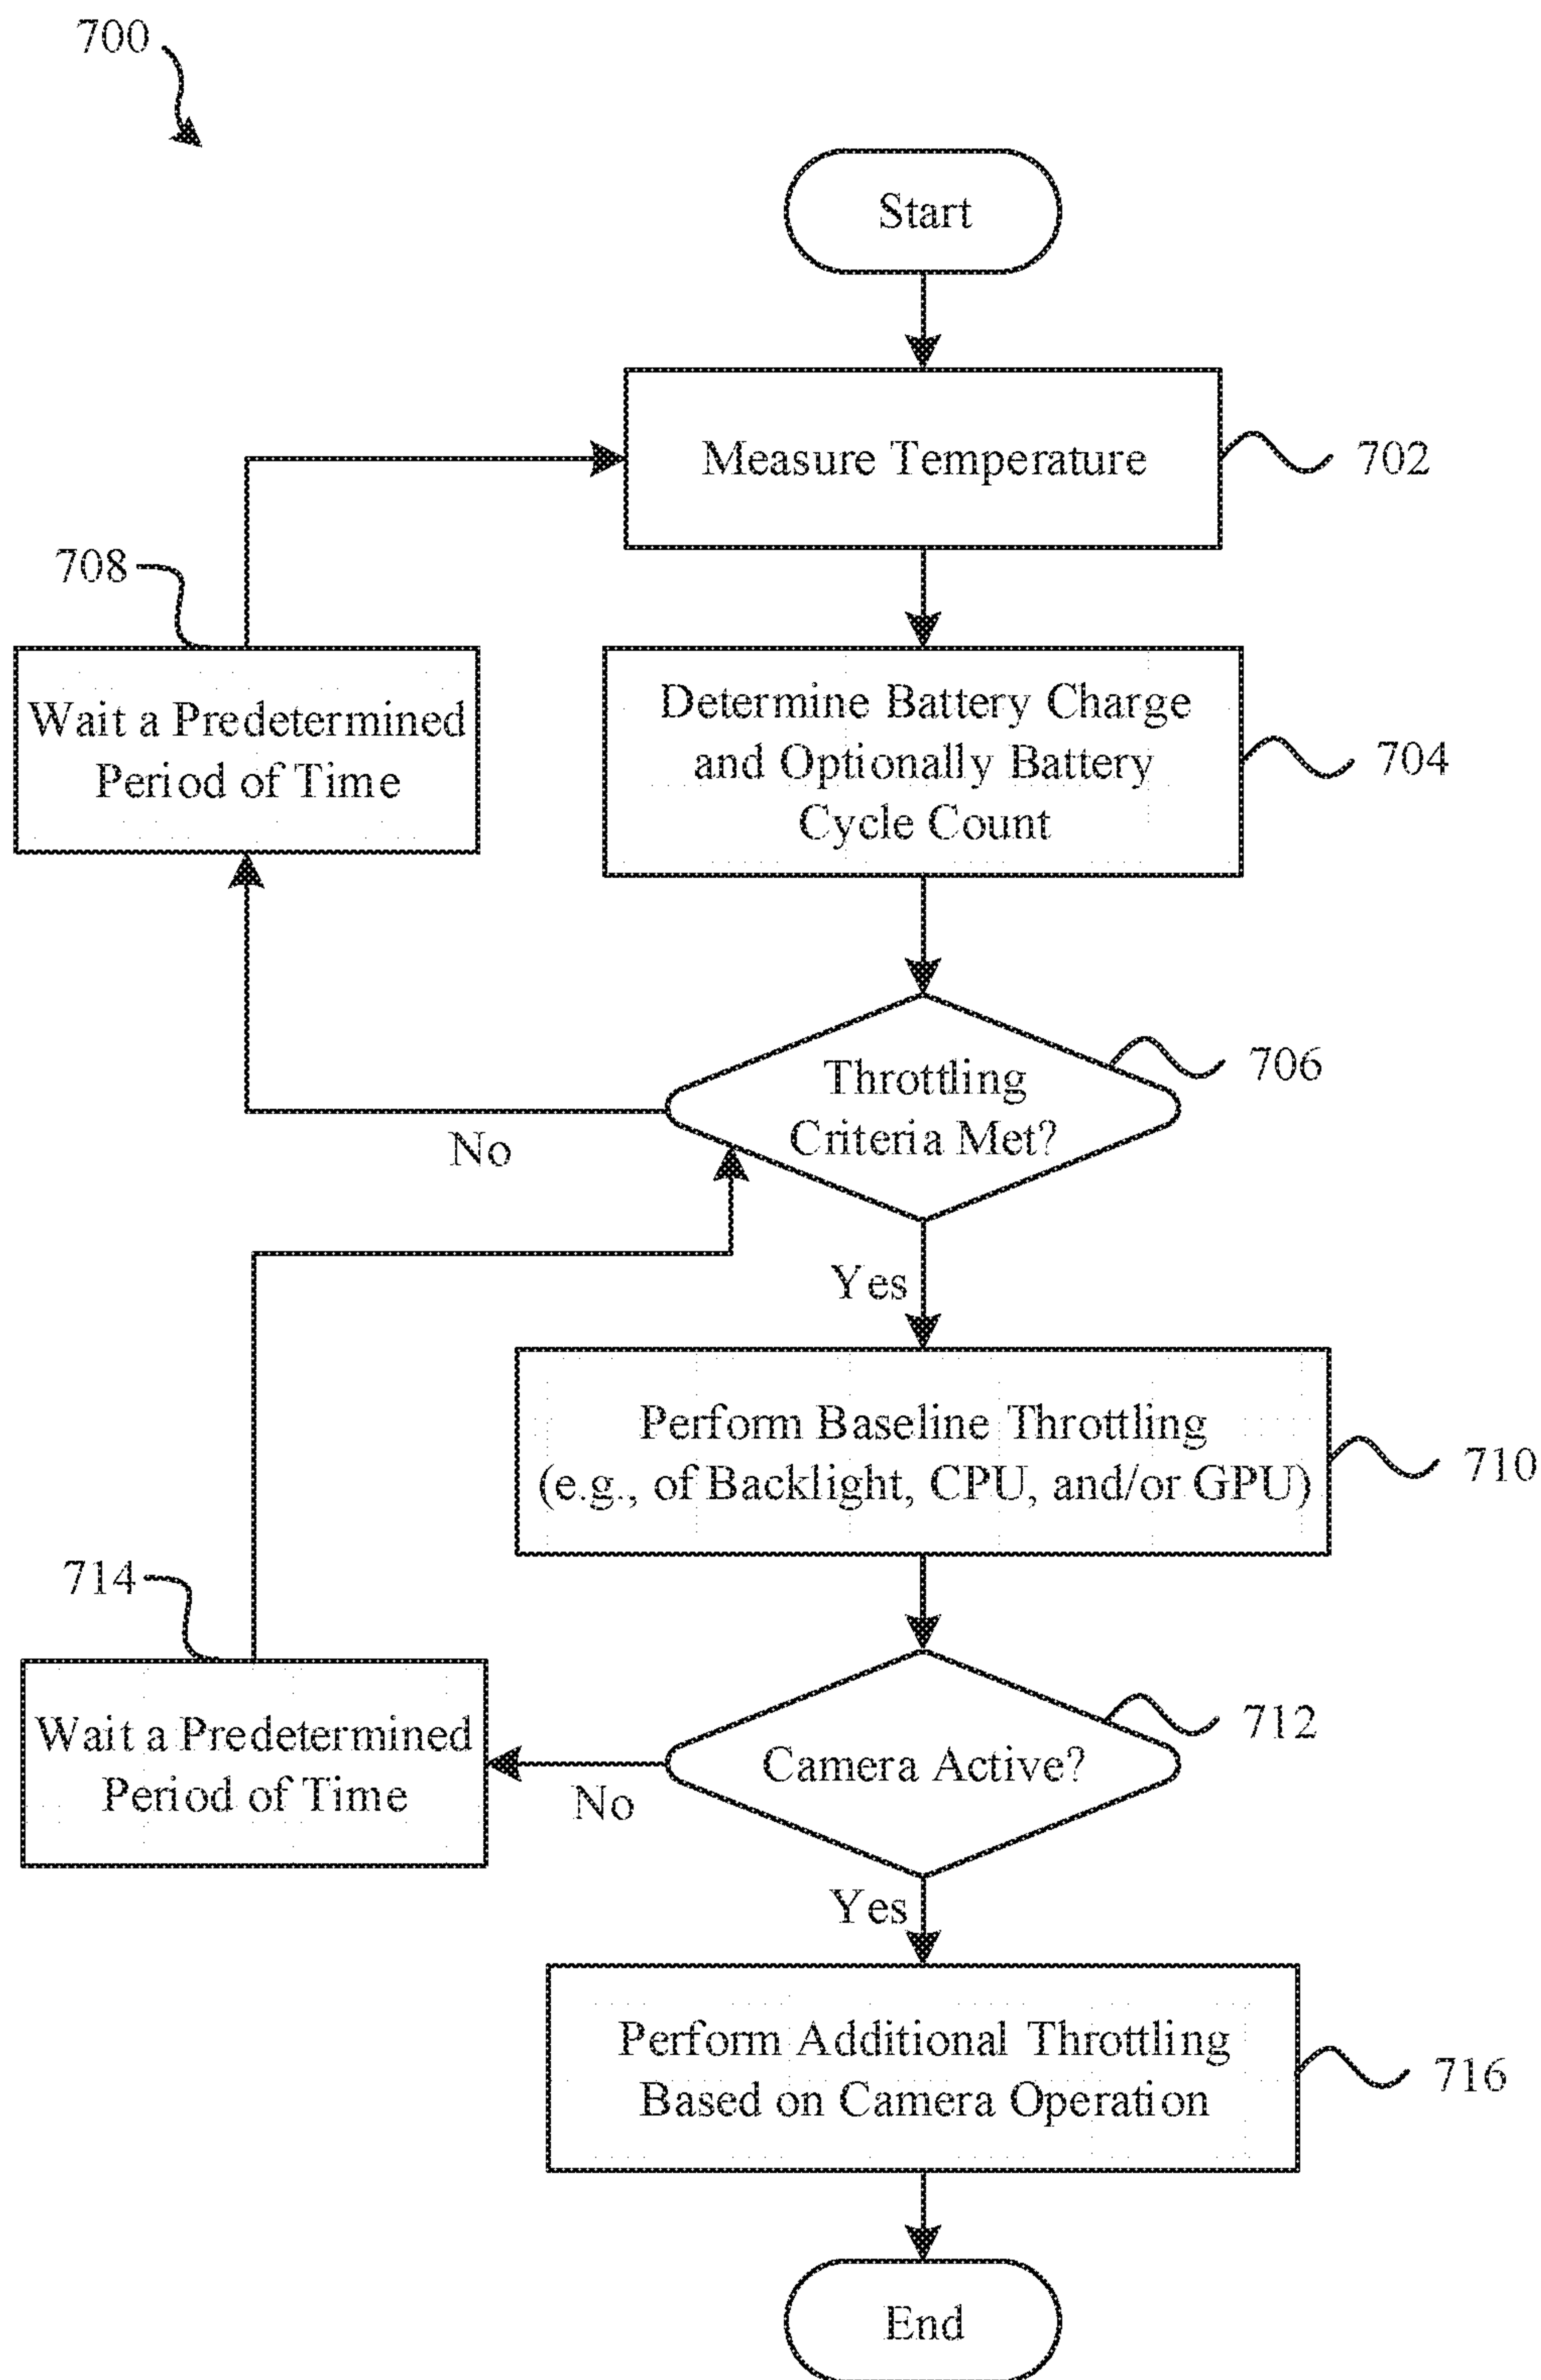 700
Start
Measure Temperature
702
708
Wait a Predetermined
Period of Time
Determine Battery Charge
and Optionally Battery
Cycle Count
704
Throttling
Criteria Met?
706
No
Yes
Perform Baseline Throttling
(e.g., of Backlight, CPU, and/or GPU)
710
714
Wait a Predetermined
Period of Time
Camera Active?
712
No
Yes
Perform Additional Throttling
Based on Camera Operation
716
End